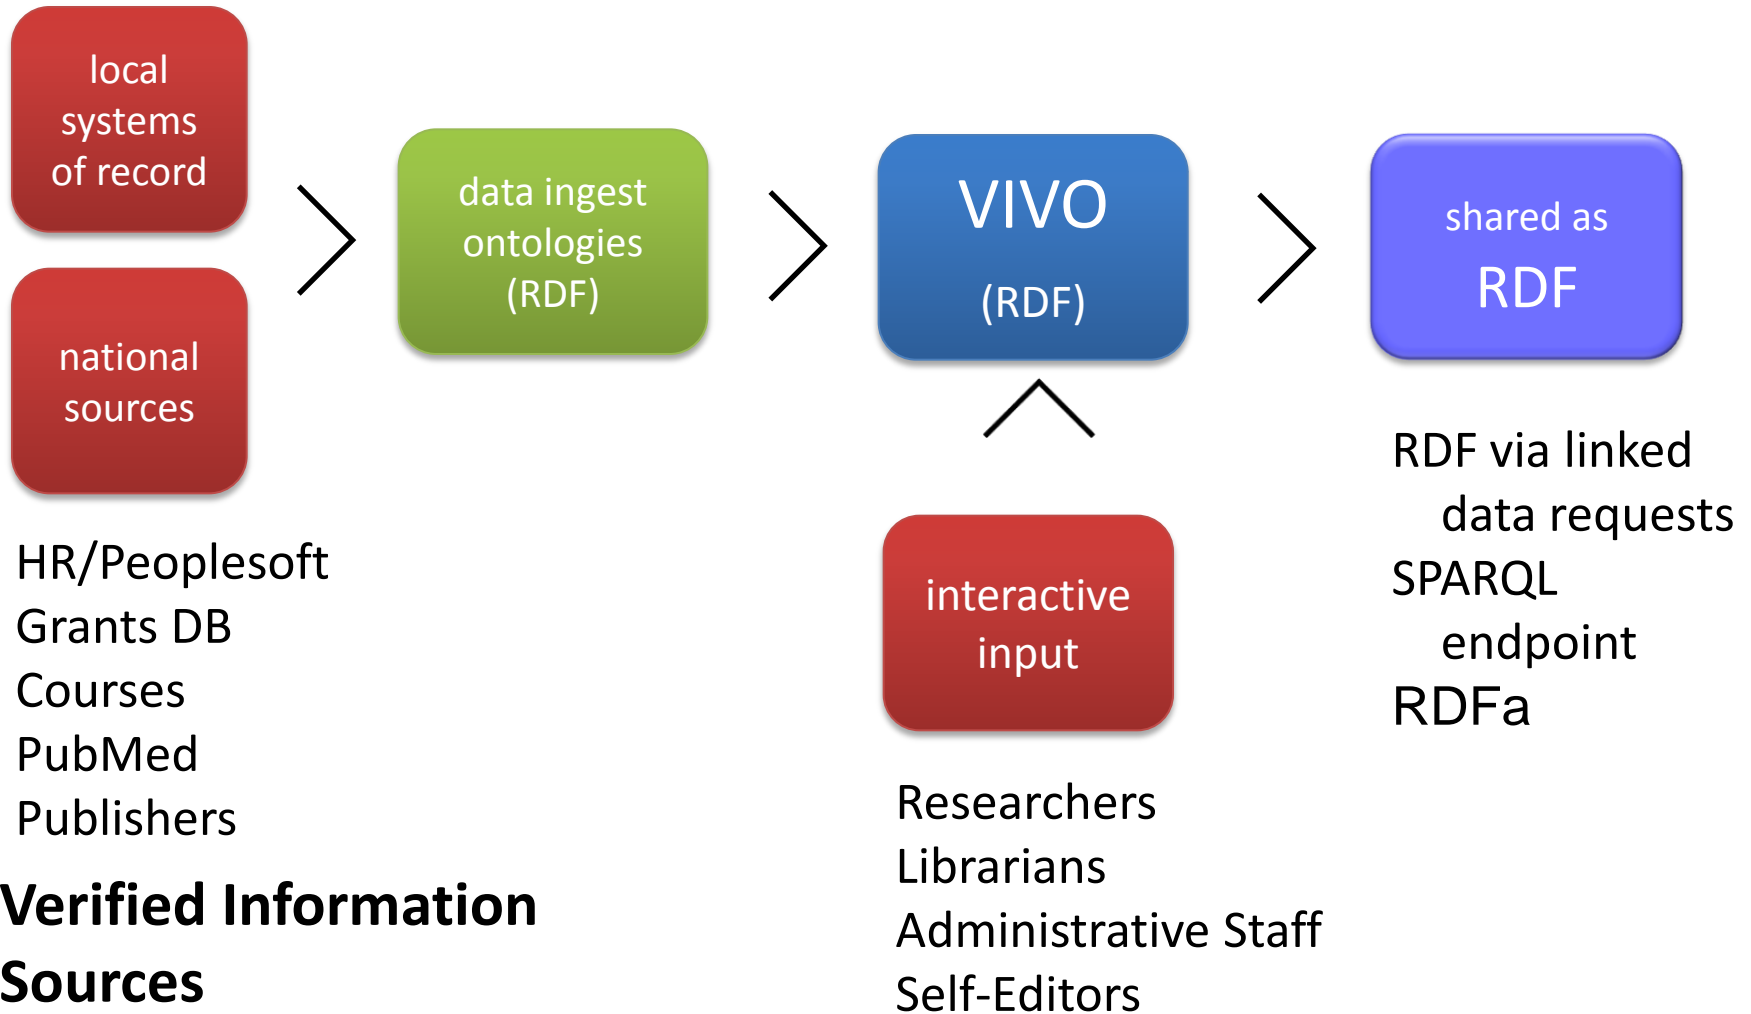 local
systems
of record
national
sources
HR/Peoplesoft
Grants DB
Courses
PubMed
Publishers
Verified Information
Sources
data ingest
ontologies
(RDF)
VIVO
(RDF)
interactive
input
Researchers
Librarians
Administrative Staff
Self-Editors
shared as
RDF
RDF via linked
data requests
SPARQL
endpoint
RDFa